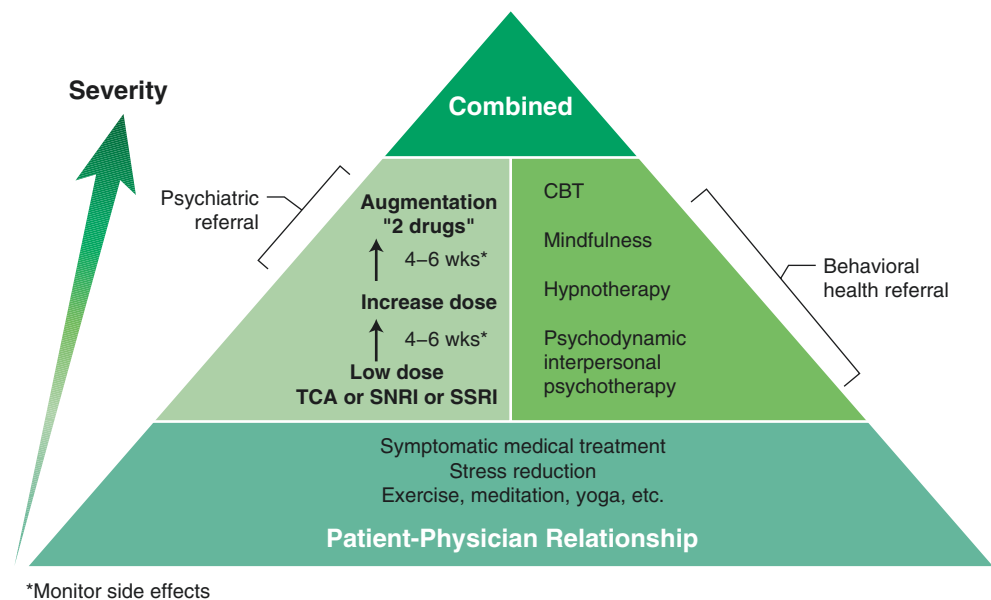 Severity
Combined
Psychiatric
referral
Augmentation
"2 drugs"
4–6 wks*
Increase dose
4–6 wks*
Low dose
TCA or SNRI or SSRI
CBT
Mindfulness
Hypnotherapy
Psychodynamic
interpersonal
psychotherapy
Behavioral
health referral
Symptomatic medical treatment
Stress reduction
Exercise, meditation, yoga, etc.
Patient-Physician Relationship
*Monitor side effects